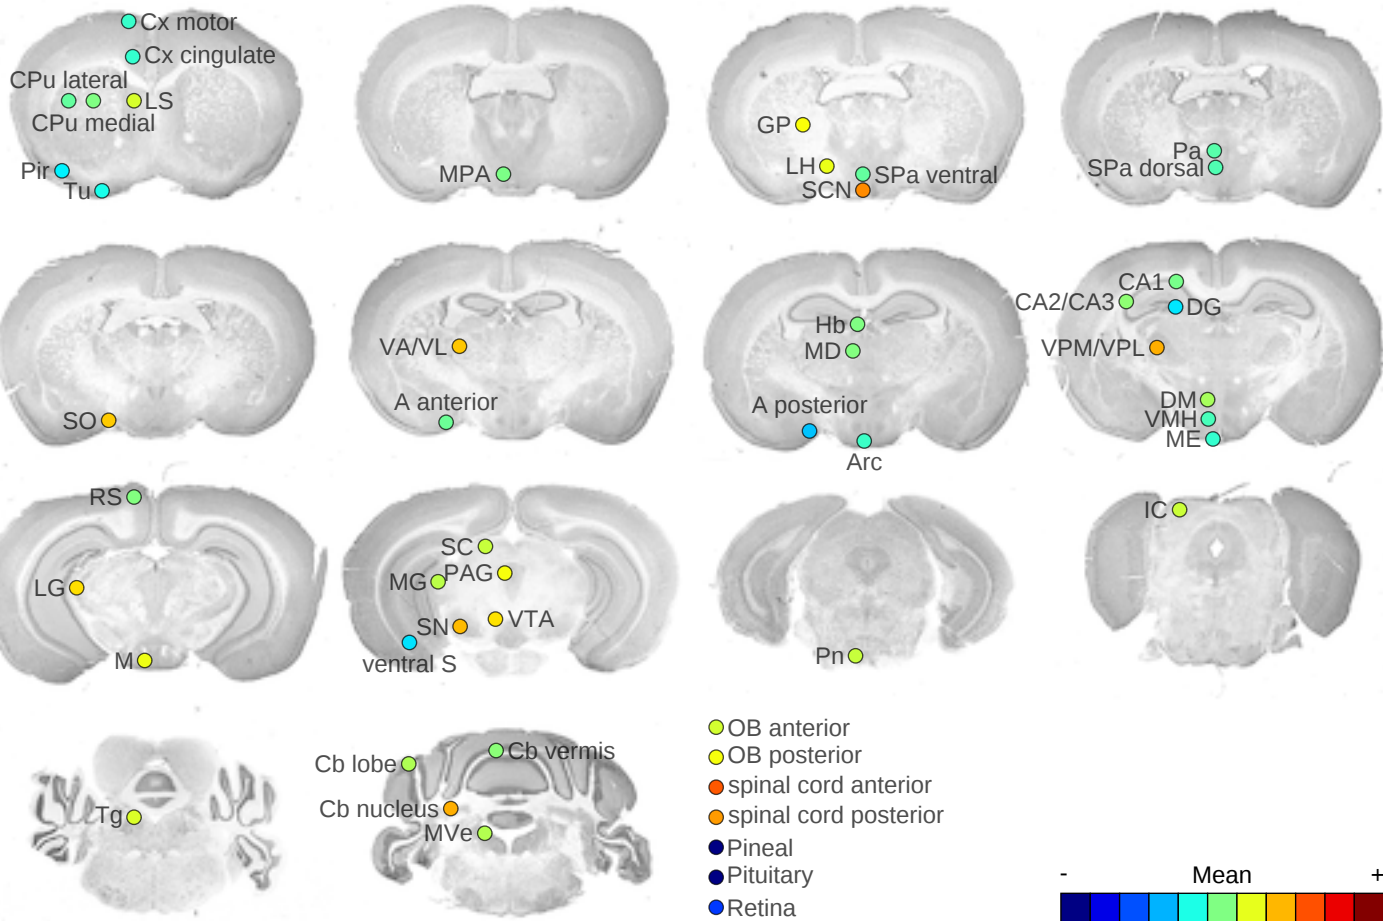 Cx motor
Cx cingulate
CPu lateral
LS
CPu medial
Pir
Tu
MPA
GP
LH
SPa ventral
SCN
Pa
SPa dorsal
SO
VA/VL
A anterior
Hb
MD
A posterior
Arc
CA1
CA2/CA3
DG
VPM/VPL
DM
VMH
ME
RS
LG
M
SC
MG
PAG
SN
VTA
ventral S
Pn
IC
Tg
Cb lobe
Cb vermis
Cb nucleus
MVe
OB anterior
OB posterior
spinal cord anterior
spinal cord posterior
Pineal
Pituitary
Retina
- Mean +